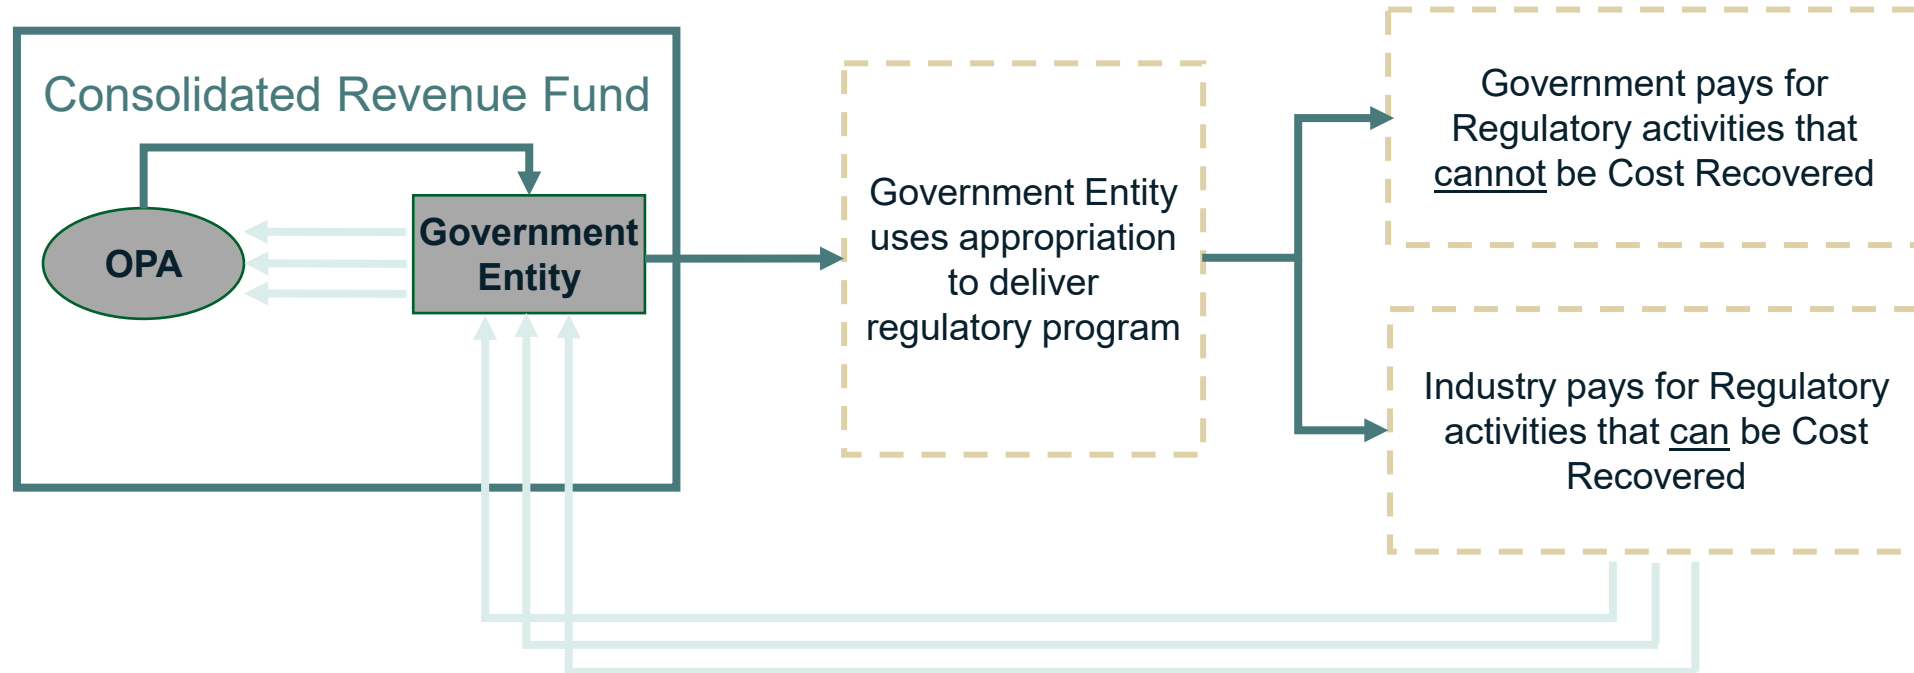 Consolidated Revenue Fund
OPA
Government
Entity
Government Entity
uses appropriation
to deliver
regulatory program
Government pays for
Regulatory activities that
cannot be Cost Recovered
Industry pays for Regulatory
activities that can be Cost
Recovered